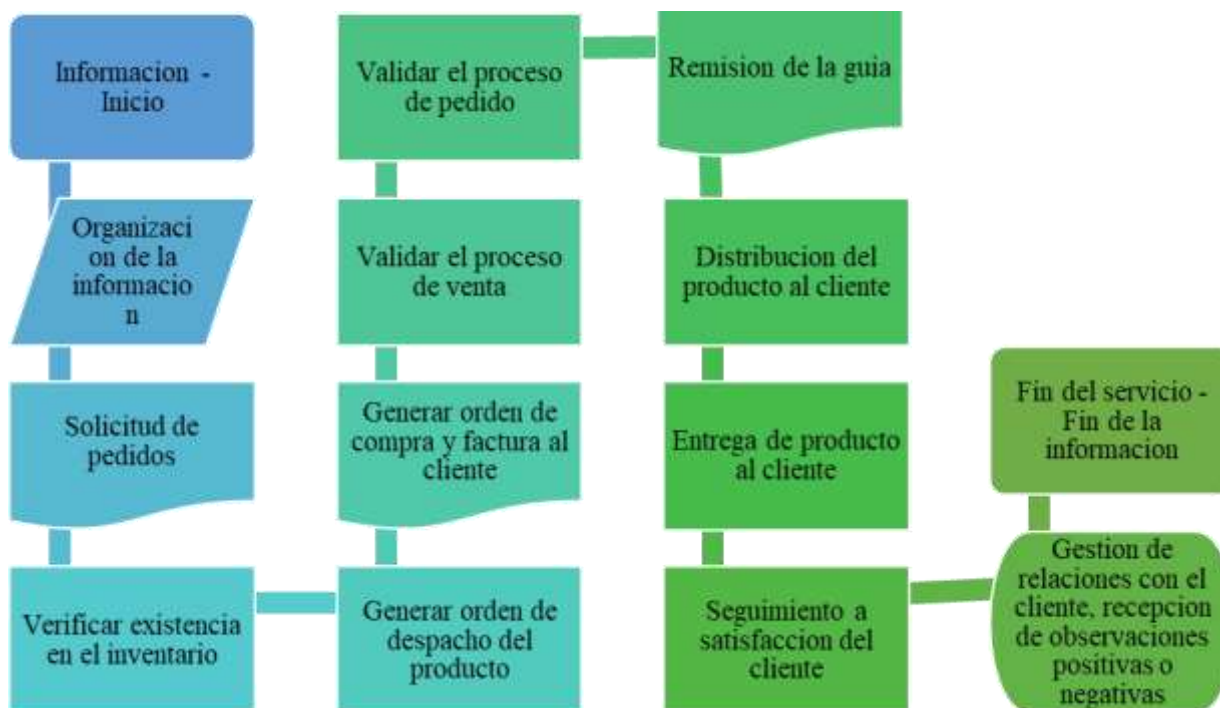 Informacion -
Inicio
Organizaci
on de la
informacio
n
Solicitud de
pedidos
Verificar existencia
en el inventario
Generar orden de
despacho del
producto
Generar orden de
compra y factura al
cliente
Validar el proceso
de venta
Validar el proceso
de pedido
Remision de la guia
Distribucion del
producto al cliente
Entrega de producto
al cliente
Seguimiento a
satisfaccion del
cliente
Gestion de
relaciones con el
cliente, recepcion
de observaciones
positivas o
negativas
Fin del servicio -
Fin de la
informacion